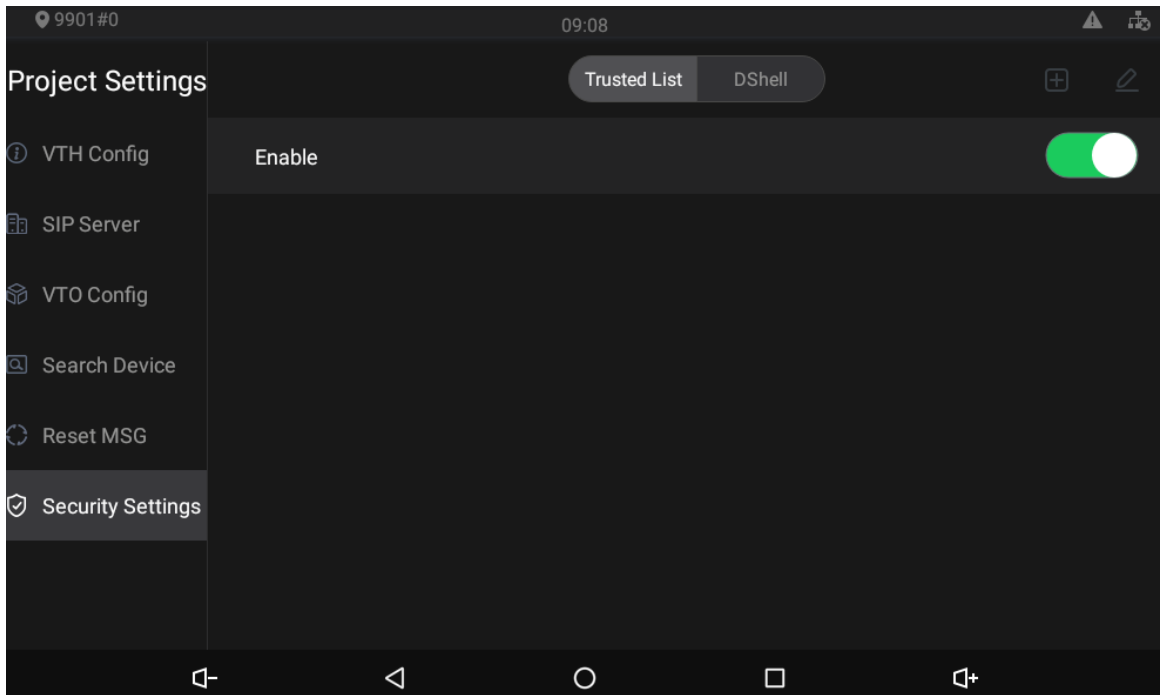 9901#0
09:08
Project Settings
Trusted List
DShell
VTH Config
Enable
SIP Server
VTO Config
Search Device
Reset MSG
Security Settings